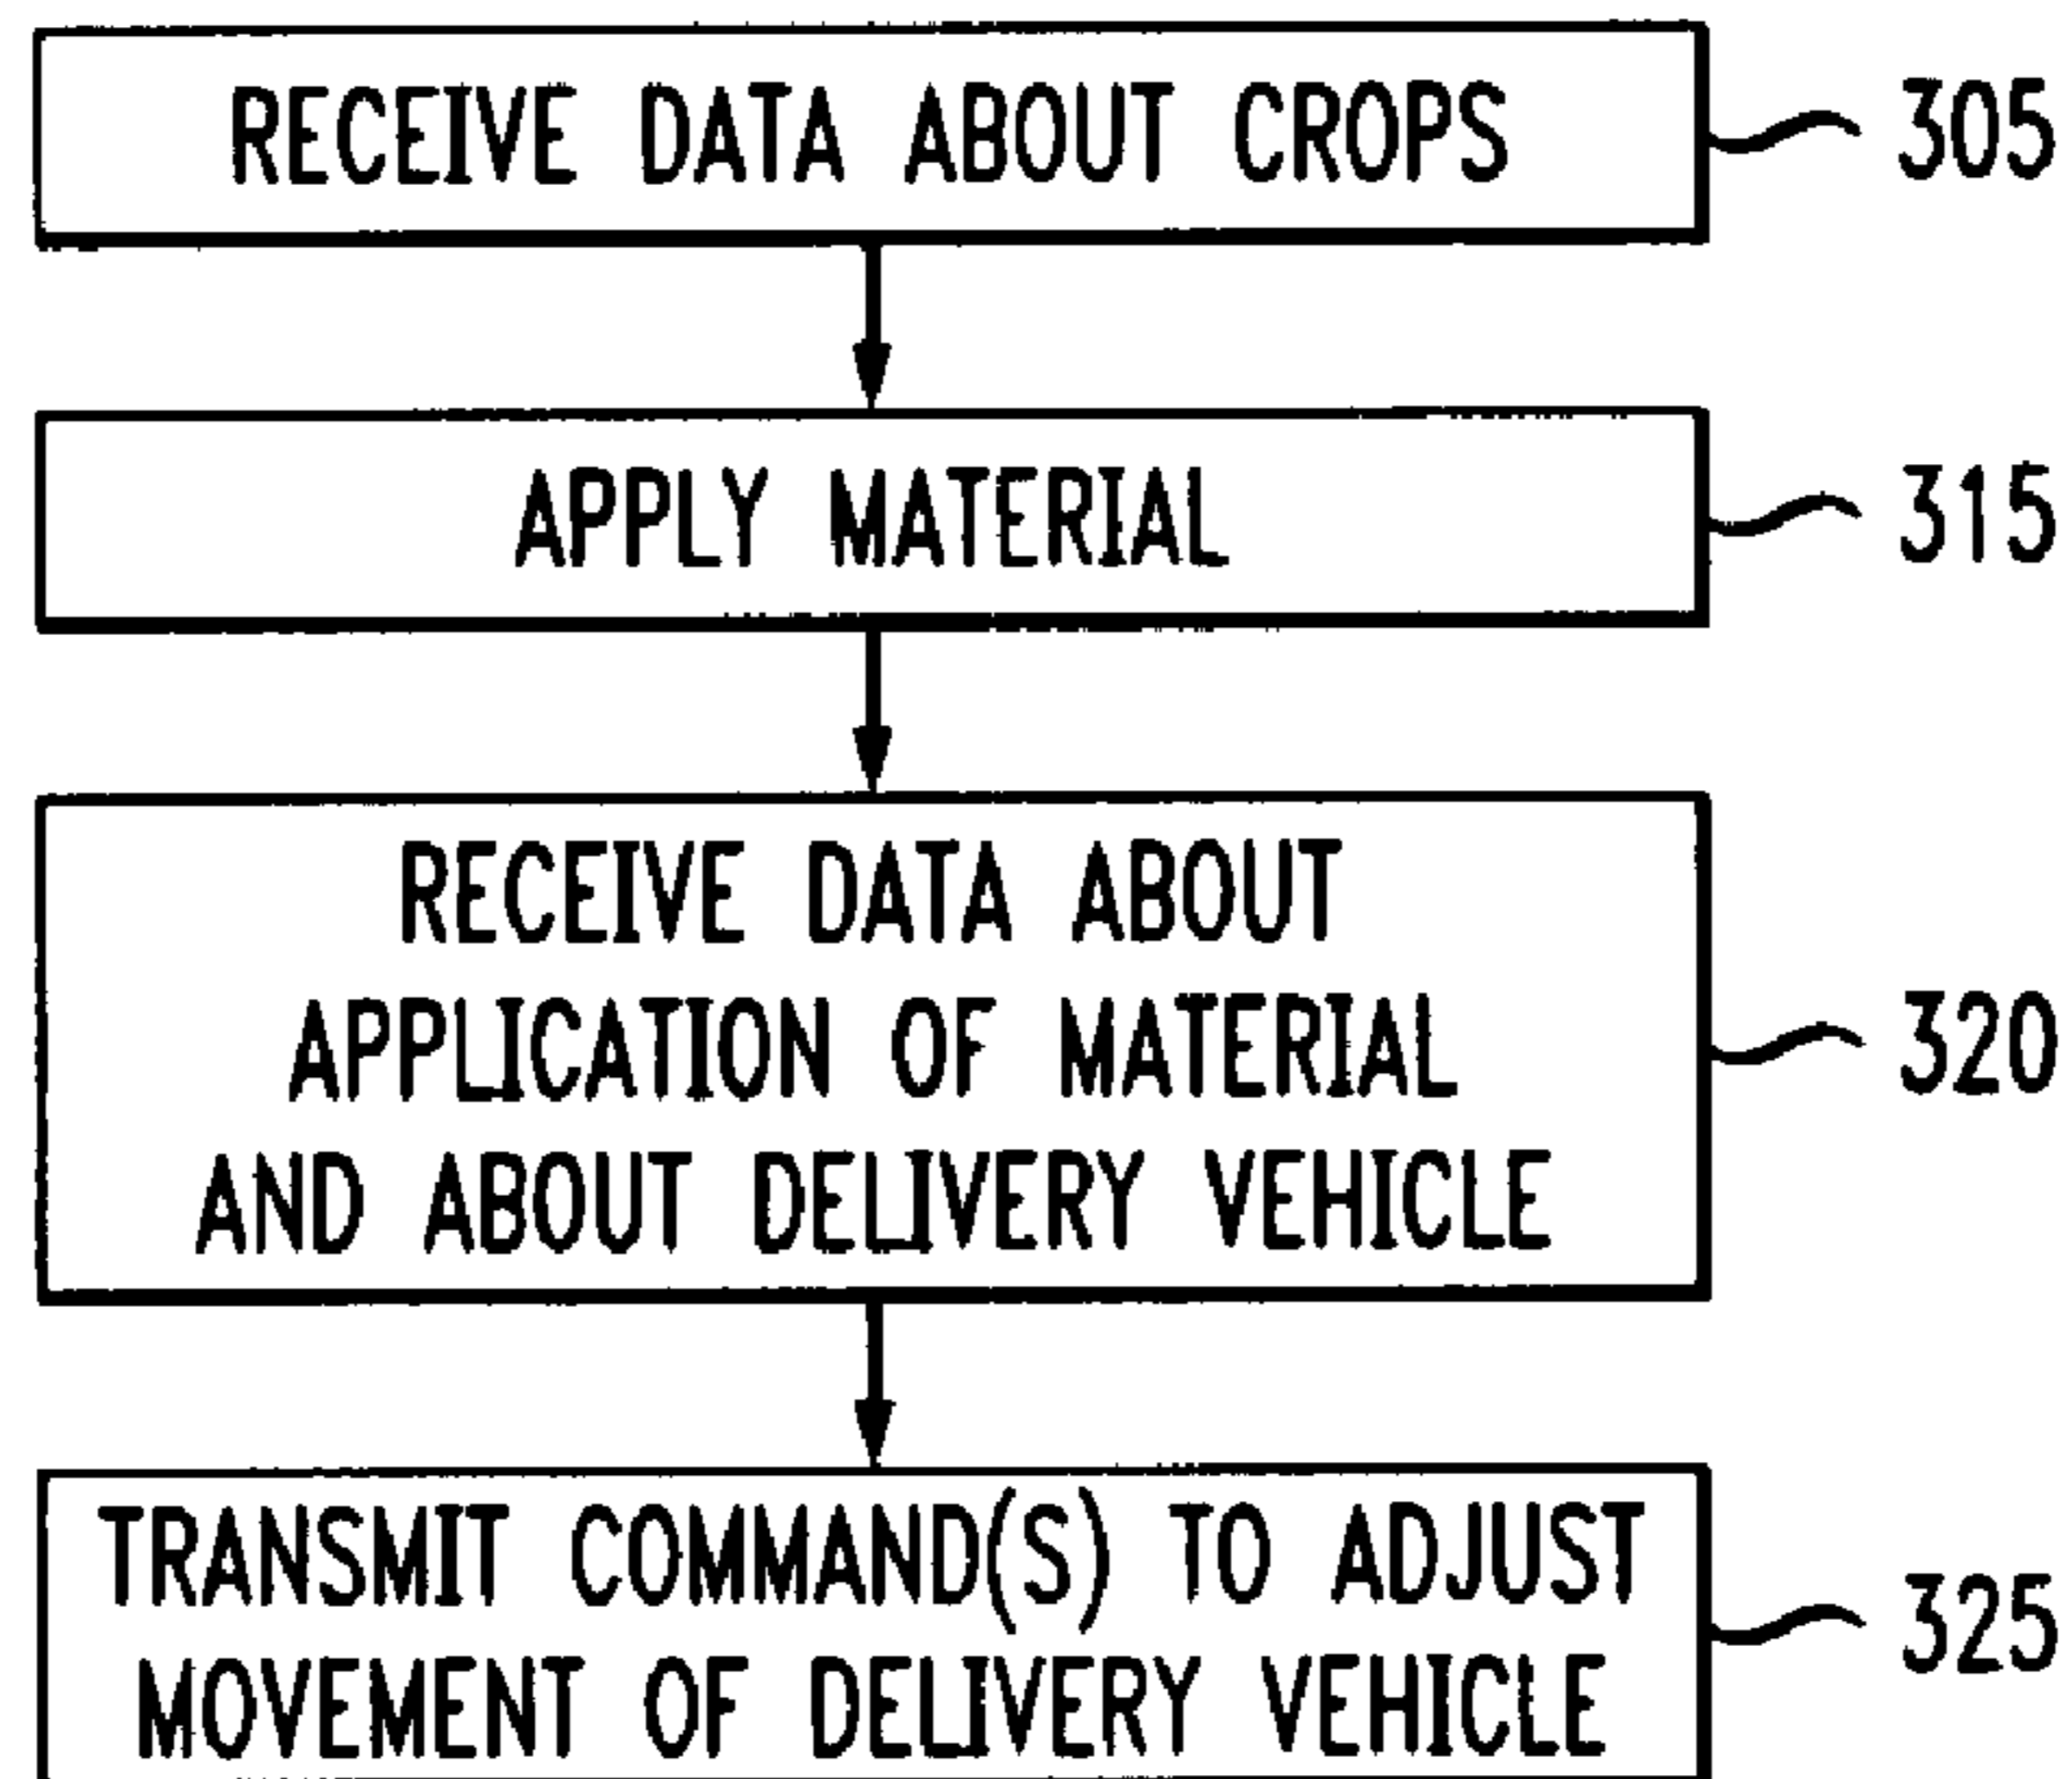 RECEIVE DATA ABOUT CROPS
305
APPLY MATERIAL
315
RECEIVE DATA ABOUT
APPLICATION OF MATERIAL
AND ABOUT DELIVERY VEHICLE
320
TRANSMIT COMMAND(S) TO ADJUST
MOVEMENT OF DELIVERY VEHICLE
325